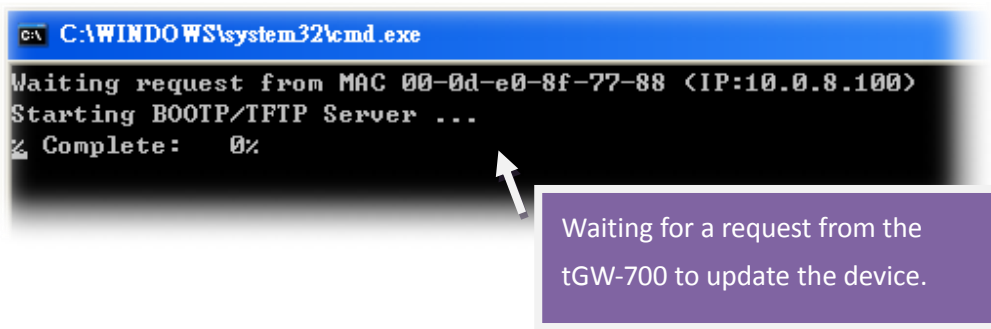 C:\WINDOWS\system32\cmd.exe
Waiting request from MAC 00-0d-e0-8f-77-88 (IP:10.0.8.100)
Starting BOOTP/TFTP Server ...
% Complete:   0%
Waiting for a request from the
tGW-700 to update the device.